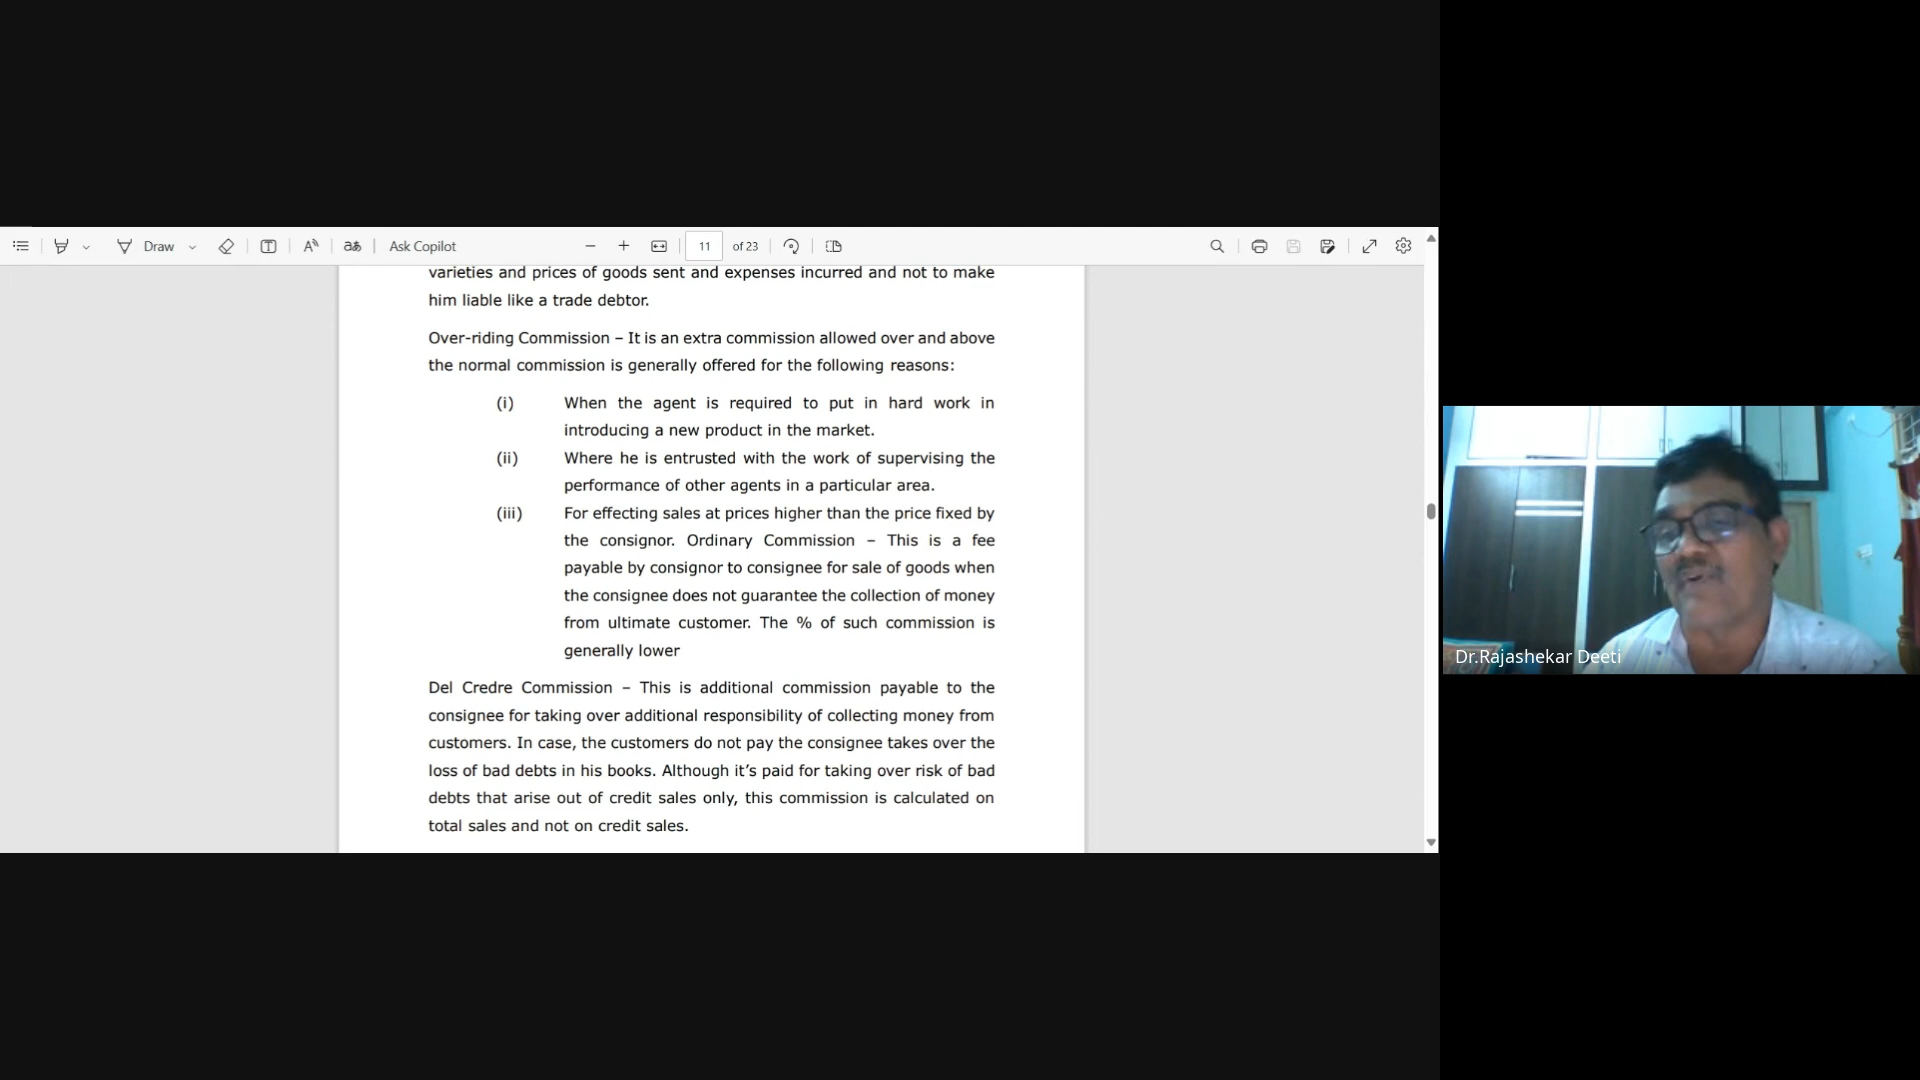 Draw
Ask Copilot
11 of 23
varieties and prices of goods sent and expenses incurred and not to make
him liable like a trade debtor.
Over-riding Commission – It is an extra commission allowed over and above
the normal commission is generally offered for the following reasons:
(i) When the agent is required to put in hard work in
introducing a new product in the market.
(ii) Where he is entrusted with the work of supervising the
performance of other agents in a particular area.
(iii) For effecting sales at prices higher than the price fixed by
the consignor. Ordinary Commission – This is a fee
payable by consignor to consignee for sale of goods when
the consignee does not guarantee the collection of money
from ultimate customer. The % of such commission is
generally lower
Del Credre Commission – This is additional commission payable to the
consignee for taking over additional responsibility of collecting money from
customers. In case, the customers do not pay the consignee takes over the
loss of bad debts in his books. Although it’s paid for taking over risk of bad
debts that arise out of credit sales only, this commission is calculated on
total sales and not on credit sales.
Dr.Rajashekar Deeti